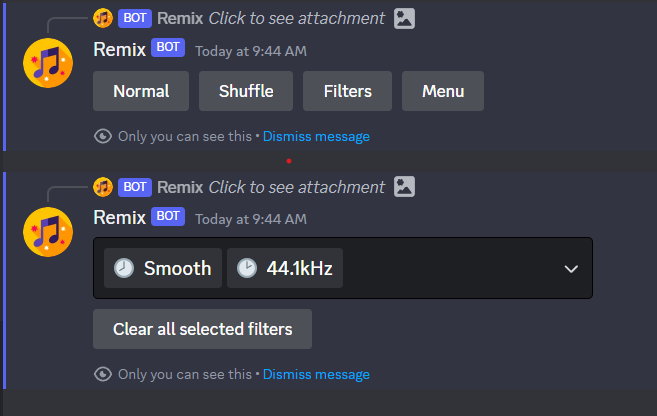 BOT Remix Click to see attachment
Remix BOT Today at 9:44 AM
Normal Shuffle Filters Menu
Only you can see this • Dismiss message
BOT Remix Click to see attachment
Remix BOT Today at 9:44 AM
Smooth 44.1kHz
Clear all selected filters
Only you can see this • Dismiss message